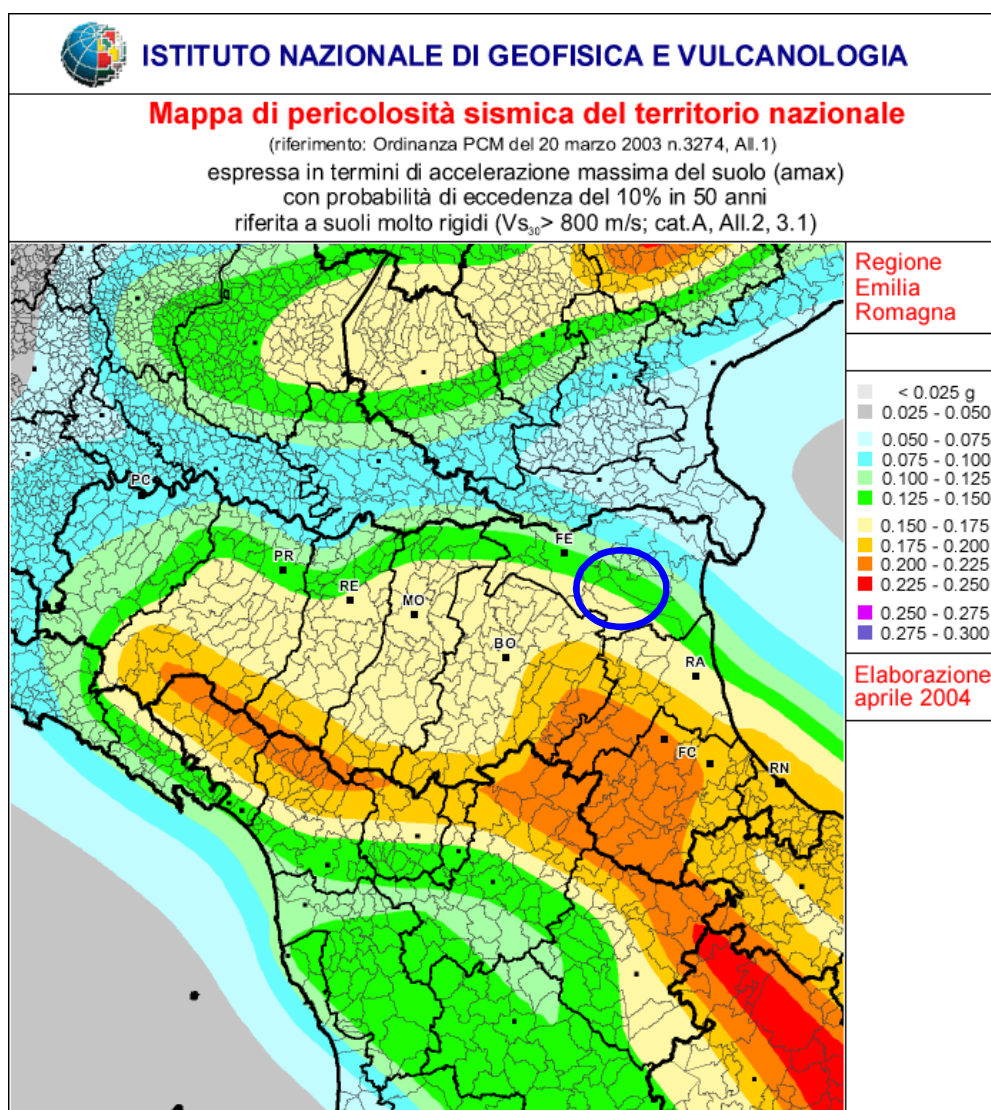 ISTITUTO NAZIONALE DI GEOFISICA E VULCANOLOGIA
Mappa di pericolosità sismica del territorio nazionale
(riferimento: Ordinanza PCM del 20 marzo 2003 n.3274, All.1)
espressa in termini di accelerazione massima del suolo (amax)
con probabilità di eccedenza del 10% in 50 anni
riferita a suoli molto rigidi (Vs₃₀> 800 m/s; cat.A, All.2, 3.1)
Regione
Emilia
Romagna
< 0.025 g
0.025 - 0.050
0.050 - 0.075
0.075 - 0.100
0.100 - 0.125
0.125 - 0.150
0.150 - 0.175
0.175 - 0.200
0.200 - 0.225
0.225 - 0.250
0.250 - 0.275
0.275 - 0.300
Elaborazione
aprile 2004
PC
FE
PR
RE
MO
BO
RA
FC
RN